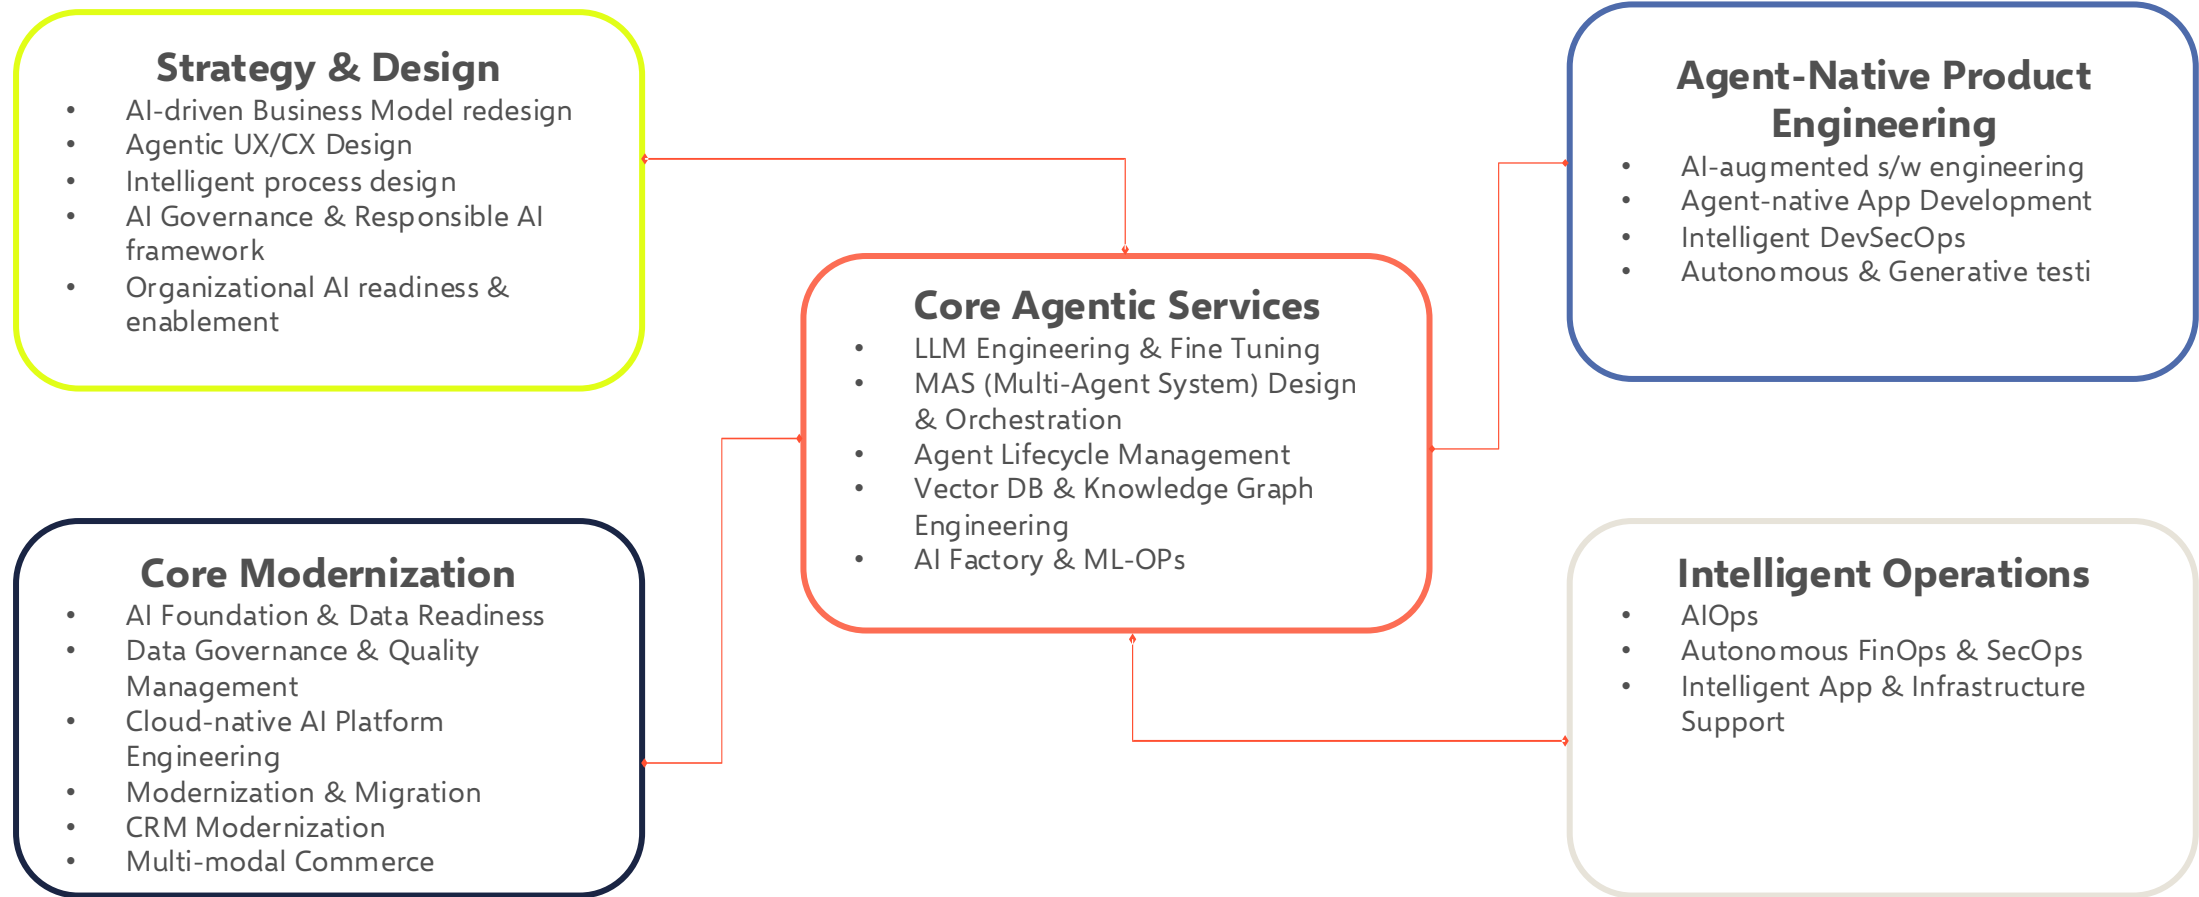 Strategy & Design
• AI-driven Business Model redesign
• Agentic UX/CX Design
• Intelligent process design
• AI Governance & Responsible AI
framework
• Organizational AI readiness &
enablement
Agent-Native Product
Engineering
• AI-augmented s/w engineering
• Agent-native App Development
• Intelligent DevSecOps
• Autonomous & Generative testi
Core Agentic Services
• LLM Engineering & Fine Tuning
• MAS (Multi-Agent System) Design
& Orchestration
• Agent Lifecycle Management
• Vector DB & Knowledge Graph
Engineering
• AI Factory & ML-OPs
Core Modernization
• AI Foundation & Data Readiness
• Data Governance & Quality
Management
• Cloud-native AI Platform
Engineering
• Modernization & Migration
• CRM Modernization
• Multi-modal Commerce
Intelligent Operations
• AIOps
• Autonomous FinOps & SecOps
• Intelligent App & Infrastructure
Support